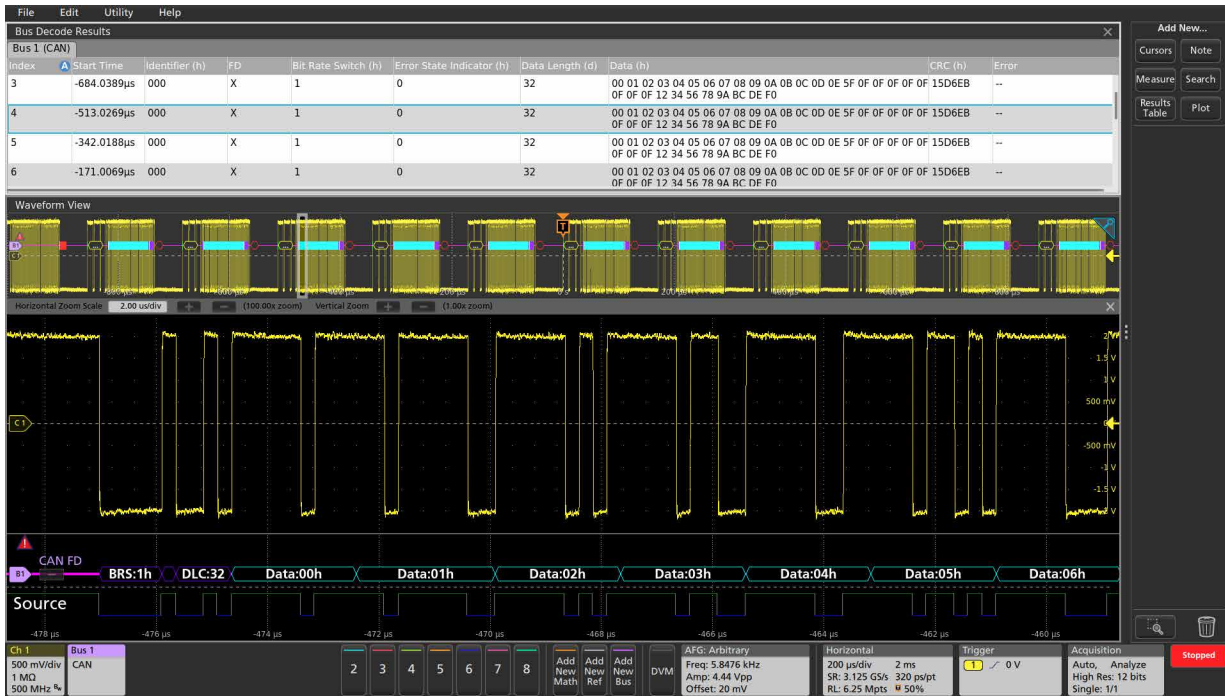 File Edit Utility Help
Bus Decode Results
Bus 1 (CAN)
Index Start Time Identifier (h) FD Bit Rate Switch (h) Error State Indicator (h) Data Length (d) Data (h) CRC (h) Error
3 -684.0389µs 000 X 1 0 32 00 01 02 03 04 05 06 07 08 09 0A 0B 0C 0D 0E 5F 0F 0F 0F 0F 0F 15D6EB --
0F 0F 0F 12 34 56 78 9A BC DE F0
4 -513.0269µs 000 X 1 0 32 00 01 02 03 04 05 06 07 08 09 0A 0B 0C 0D 0E 5F 0F 0F 0F 0F 0F 15D6EB --
0F 0F 0F 12 34 56 78 9A BC DE F0
5 -342.0188µs 000 X 1 0 32 00 01 02 03 04 05 06 07 08 09 0A 0B 0C 0D 0E 5F 0F 0F 0F 0F 0F 15D6EB --
0F 0F 0F 12 34 56 78 9A BC DE F0
6 -171.0069µs 000 X 1 0 32 00 01 02 03 04 05 06 07 08 09 0A 0B 0C 0D 0E 5F 0F 0F 0F 0F 0F 15D6EB --
0F 0F 0F 12 34 56 78 9A BC DE F0
Add New...
Cursors Note
Measure Search
Results Table Plot
Waveform View
T
B1
Horizontal Zoom Scale 2.00 us/div (100.00x zoom) Vertical Zoom (1.00x zoom)
2 V
1.5 V
1 V
500 mV
C1
-500 mV
-1 V
-1.5 V
CAN FD
B1 BRS:1h DLC:32 Data:00h Data:01h Data:02h Data:03h Data:04h Data:05h Data:06h
Source
-478 µs -476 µs -474 µs -472 µs -470 µs -468 µs -466 µs -464 µs -462 µs -460 µs
Ch 1
500 mV/div
1 MΩ
500 MHz Bw
Bus 1
CAN
2 3 4 5 6 7 8
Add New Math
Add New Ref
Add New Bus
DVM
AFG: Arbitrary
Freq: 5.8476 kHz
Amp: 4.44 Vpp
Offset: 20 mV
Horizontal
200 µs/div 2 ms
SR: 3.125 GS/s 320 ps/pt
RL: 6.25 Mpts 50%
Trigger
1 0 V
Acquisition
Auto, Analyze
High Res: 12 bits
Single: 1/1
Stopped